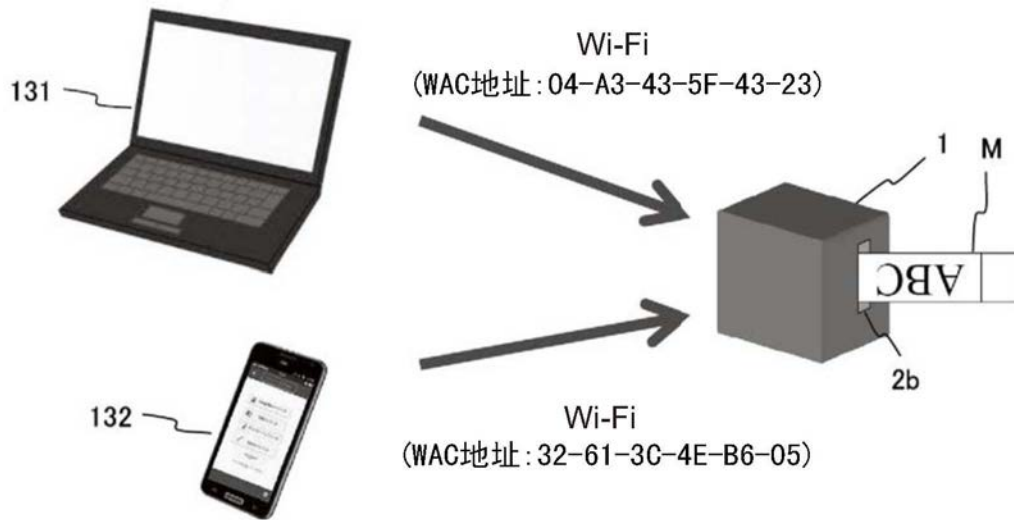 Wi-Fi
(WAC地址:04-A3-43-5F-43-23)
131
1
M
ABC
2b
132
Wi-Fi
(WAC地址:32-61-3C-4E-B6-05)